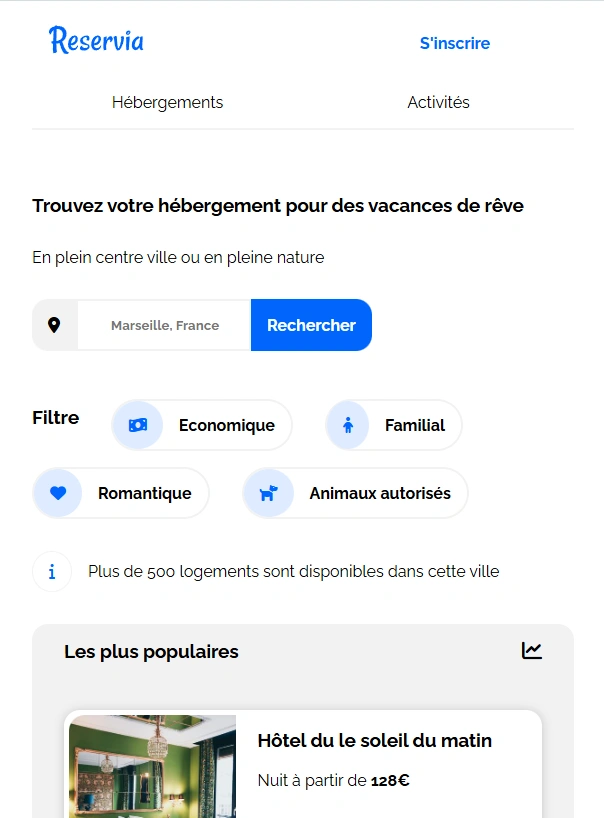 Reservia
S'inscrire
Hébergements
Activités
Trouvez votre hébergement pour des vacances de rêve
En plein centre ville ou en pleine nature
Marseille, France
Rechercher
Filtre
Economique
Familial
Romantique
Animaux autorisés
Plus de 500 logements sont disponibles dans cette ville
Les plus populaires
Hôtel du le soleil du matin
Nuit à partir de 128€